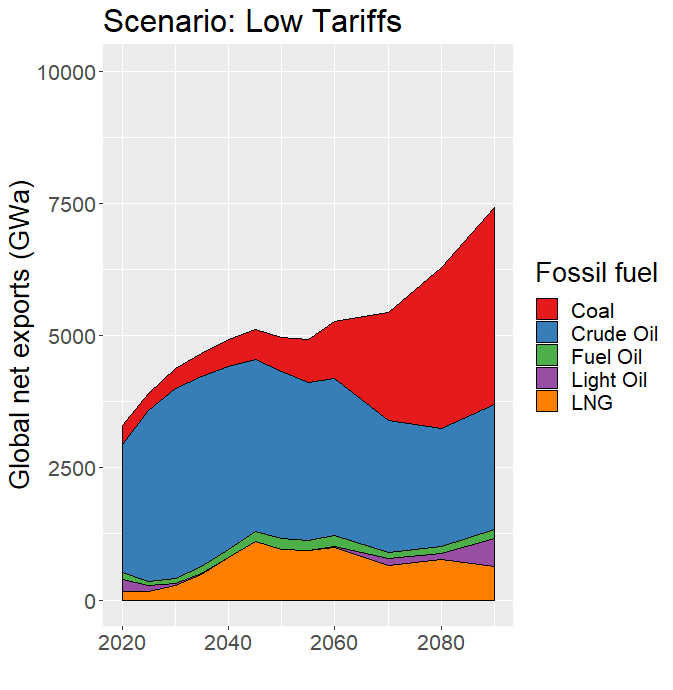 Scenario: Low Tariffs
Global net exports (GWa)
10000
7500
5000
2500
0
2020
2040
2060
2080
Fossil fuel
Coal
Crude Oil
Fuel Oil
Light Oil
LNG